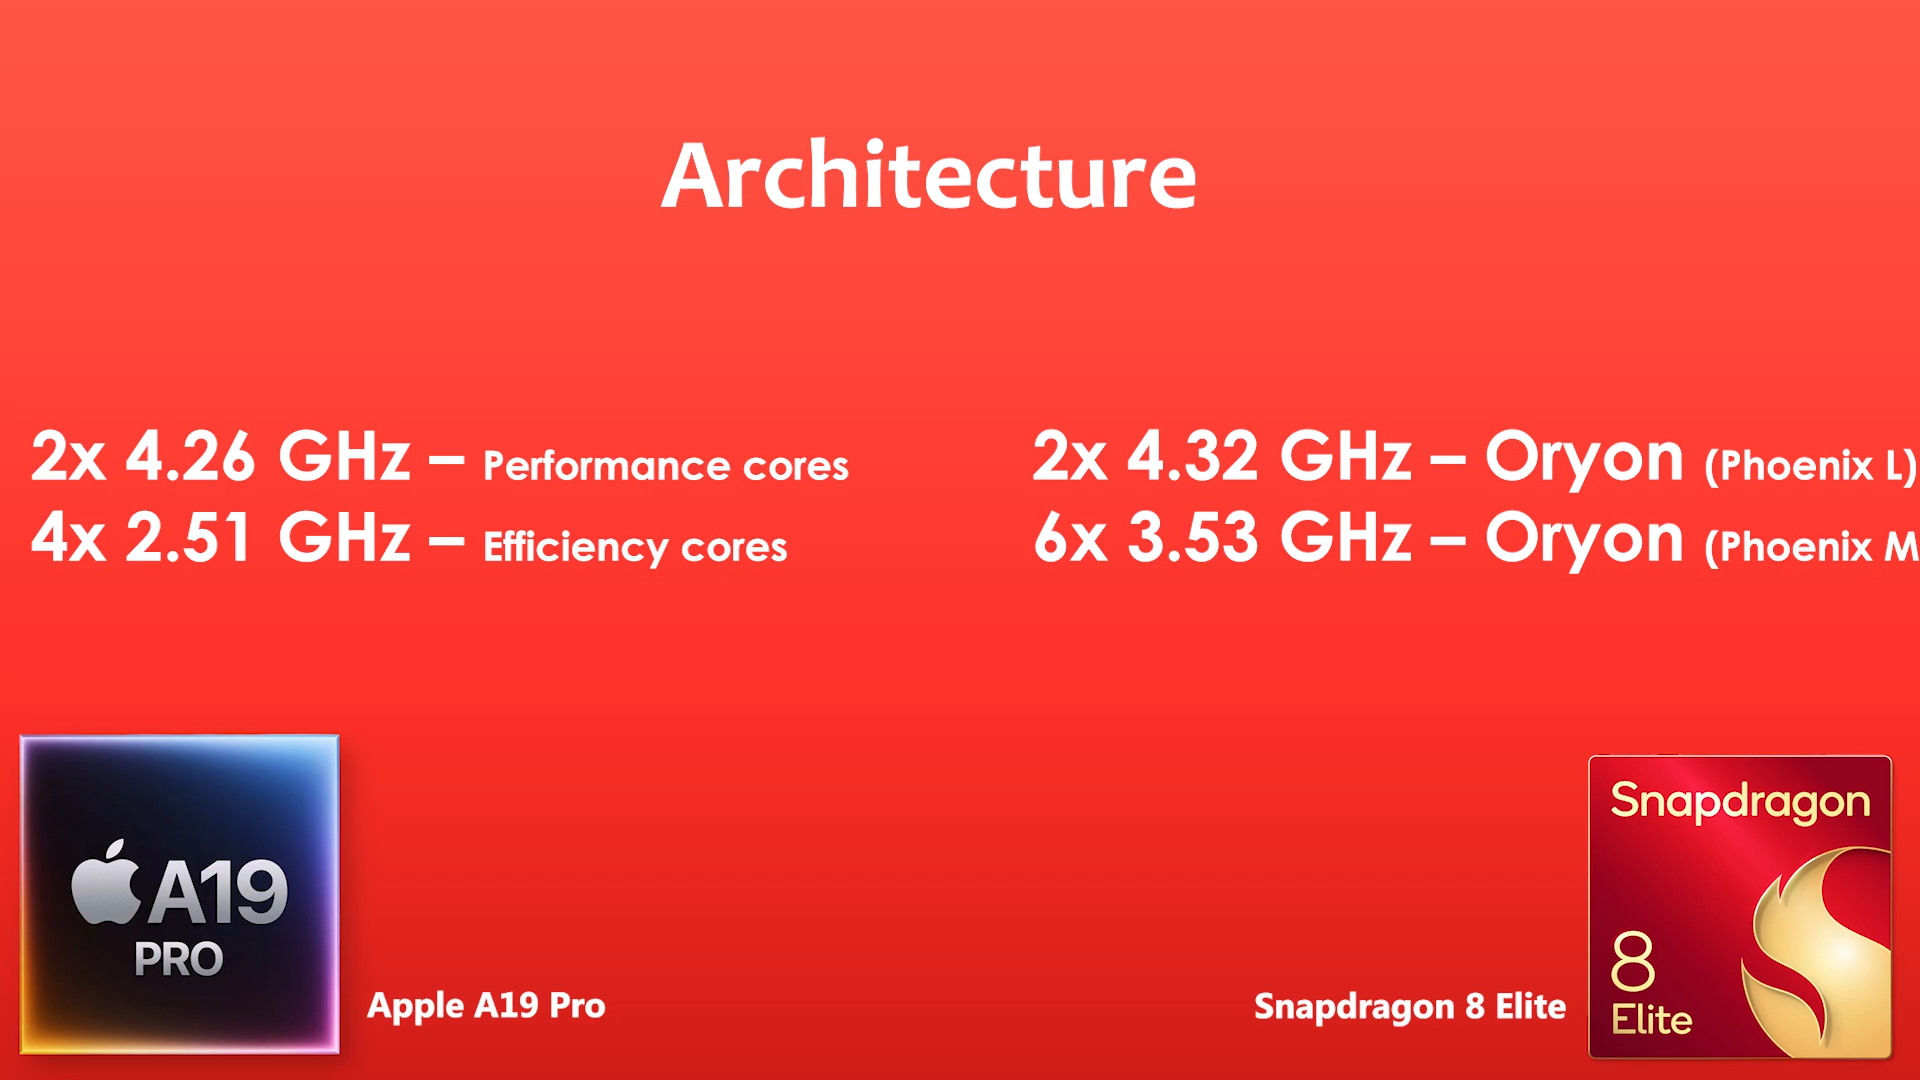 Architecture
2x 4.26 GHz – Performance cores
4x 2.51 GHz – Efficiency cores
2x 4.32 GHz – Oryon (Phoenix L)
6x 3.53 GHz – Oryon (Phoenix M
A19
PRO
Apple A19 Pro
Snapdragon 8 Elite
Snapdragon
8
Elite